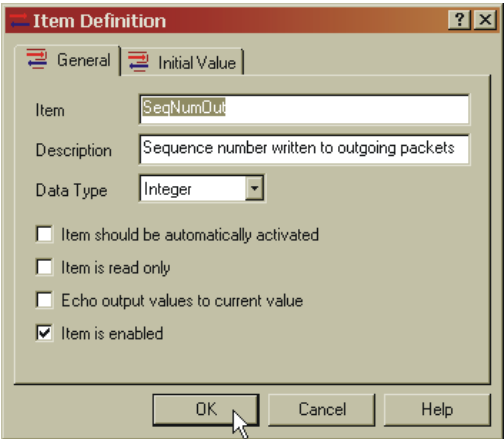 Item Definition
General Initial Value
Item SeqNumOut
Description Sequence number written to outgoing packets
Data Type Integer
Item should be automatically activated
Item is read only
Echo output values to current value
Item is enabled
OK Cancel Help